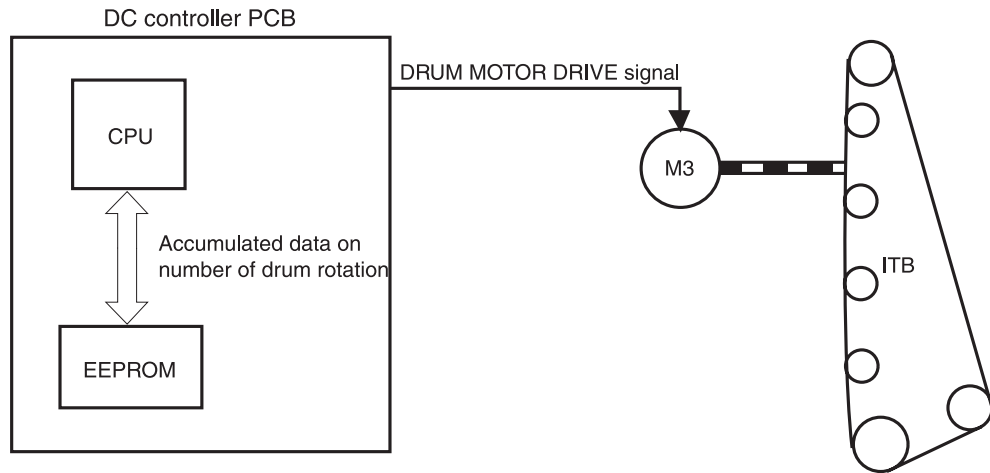 DC controller PCB
DRUM MOTOR DRIVE signal
CPU
M3
Accumulated data on
number of drum rotation
ITB
EEPROM